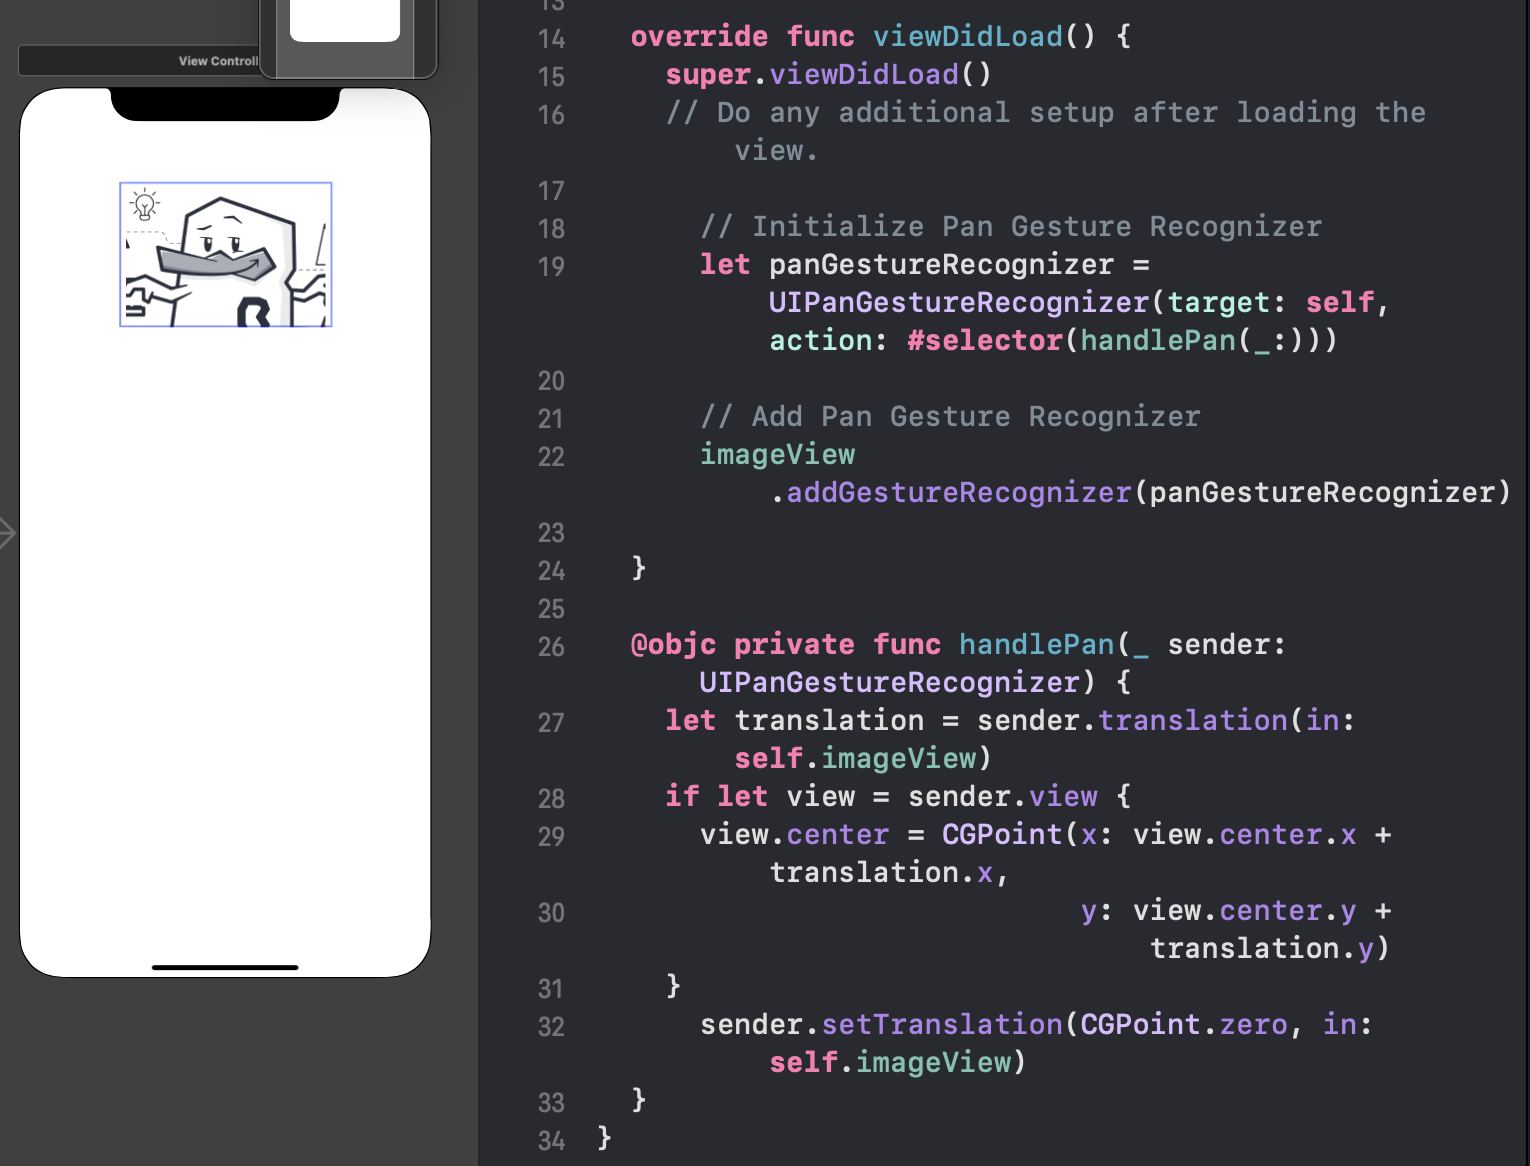 View Controll
13
14 override func viewDidLoad() {
15 super.viewDidLoad()
16 // Do any additional setup after loading the
view.
17
18 // Initialize Pan Gesture Recognizer
19 let panGestureRecognizer =
UIPanGestureRecognizer(target: self,
action: #selector(handlePan(_:)))
20
21 // Add Pan Gesture Recognizer
22 imageView
.addGestureRecognizer(panGestureRecognizer)
23
24 }
25
26 @objc private func handlePan(_ sender:
UIPanGestureRecognizer) {
27 let translation = sender.translation(in:
self.imageView)
28 if let view = sender.view {
29 view.center = CGPoint(x: view.center.x +
translation.x,
30 y: view.center.y +
translation.y)
31 }
32 sender.setTranslation(CGPoint.zero, in:
self.imageView)
33 }
34 }